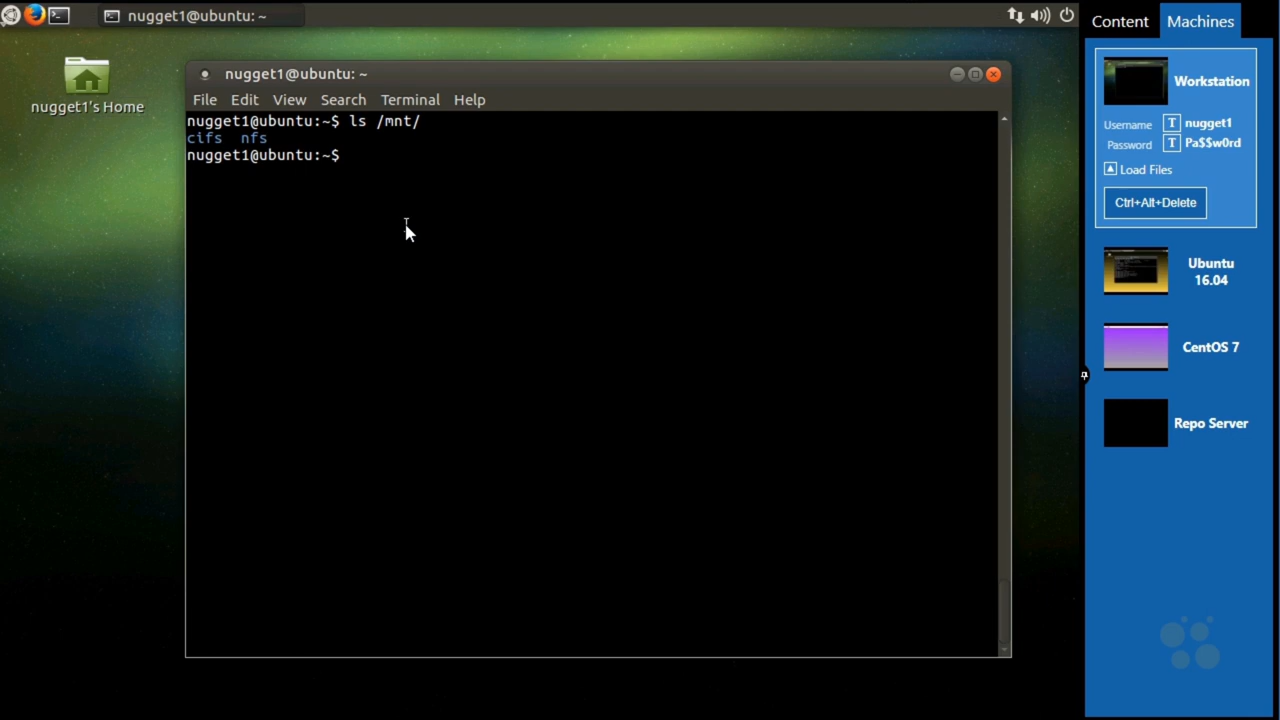 nugget1@ubuntu: ~
Content Machines
nugget1's Home
nugget1@ubuntu: ~
File Edit View Search Terminal Help
nugget1@ubuntu:~$ ls /mnt/
cifs nfs
nugget1@ubuntu:~$
Workstation
Username T nugget1
Password T Pa$$w0rd
Load Files
Ctrl+Alt+Delete
Ubuntu
16.04
CentOS 7
Repo Server